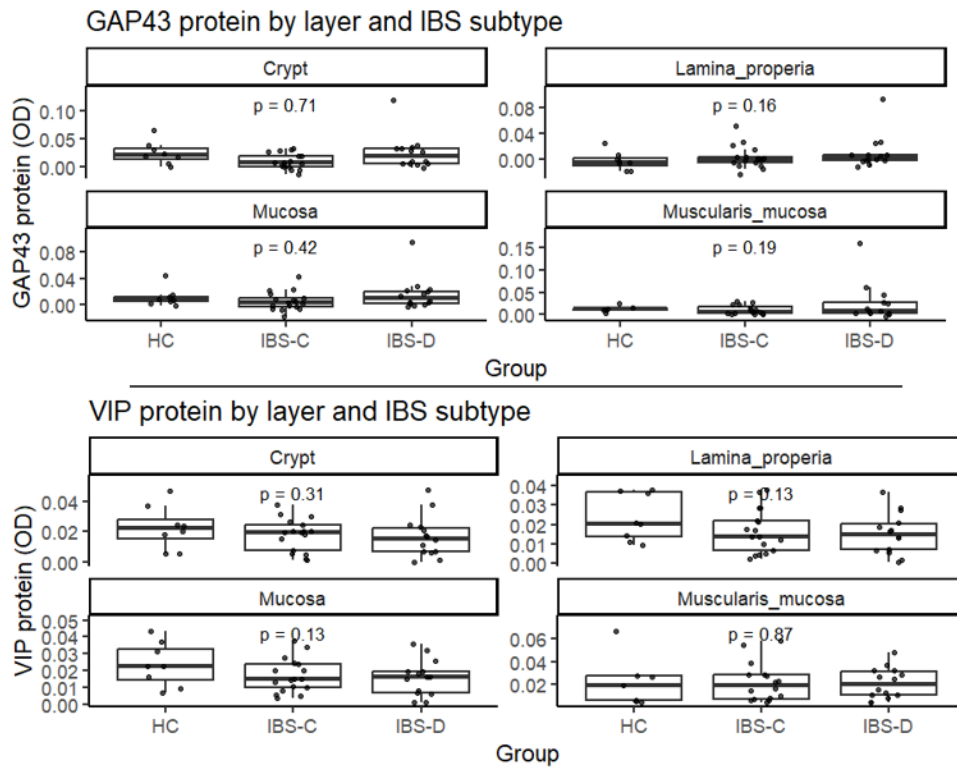 GAP43 protein by layer and IBS subtype
Crypt
Lamina_properia
p = 0.71
p = 0.16
0.10
0.05
0.00
0.08
0.04
0.00
Mucosa
Muscularis_mucosa
p = 0.42
p = 0.19
0.08
0.04
0.00
0.15
0.10
0.05
0.00
GAP43 protein (OD)
HC IBS-C IBS-D
HC IBS-C IBS-D
Group
VIP protein by layer and IBS subtype
Crypt
Lamina_properia
p = 0.31
p = 0.13
0.04
0.02
0.00
0.04
0.03
0.02
0.01
0.00
Mucosa
Muscularis_mucosa
p = 0.13
p = 0.87
0.05
0.04
0.03
0.02
0.01
0.00
0.06
0.04
0.02
VIP protein (OD)
HC IBS-C IBS-D
HC IBS-C IBS-D
Group